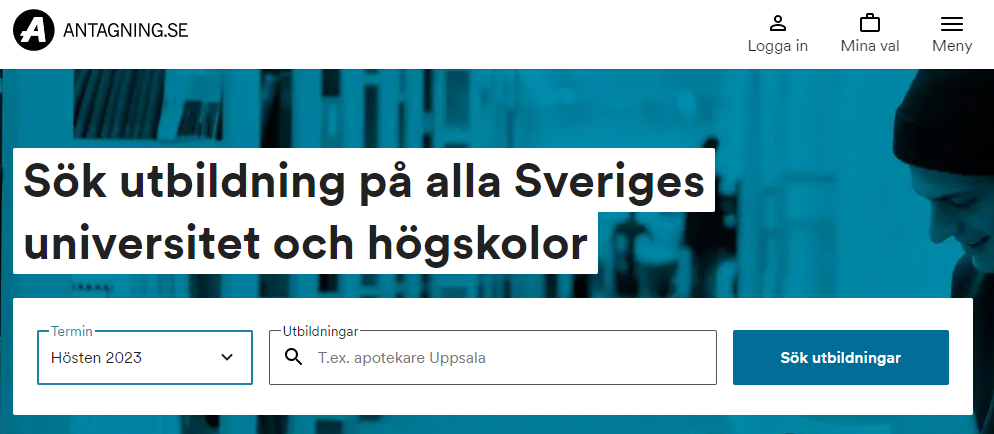 ANTAGNING.SE
Logga in
Mina val
Meny
Sök utbildning på alla Sveriges
universitet och högskolor
Termin
Hösten 2023
Utbildningar
T.ex. apotekare Uppsala
Sök utbildningar